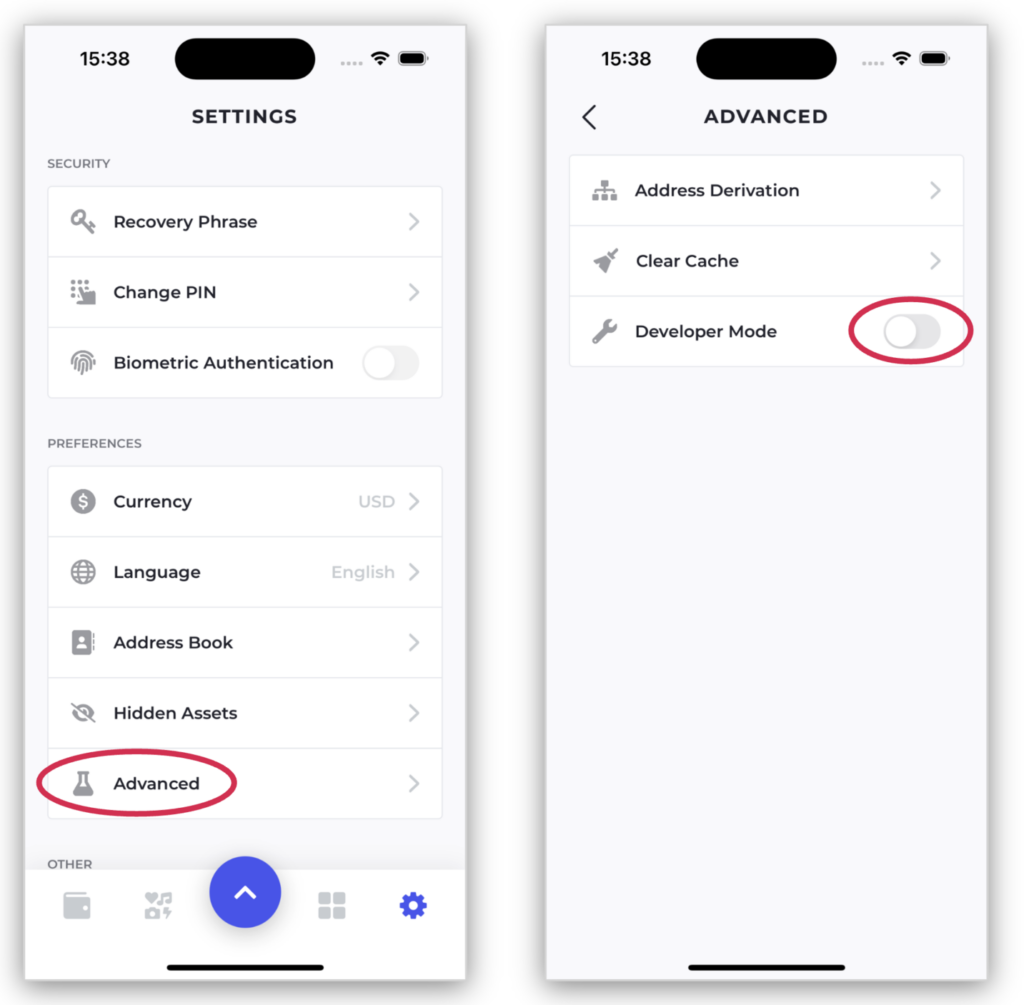 15:38
SETTINGS
SECURITY
Recovery Phrase
Change PIN
Biometric Authentication
PREFERENCES
Currency USD
Language English
Address Book
Hidden Assets
Advanced
OTHER
15:38
ADVANCED
Address Derivation
Clear Cache
Developer Mode